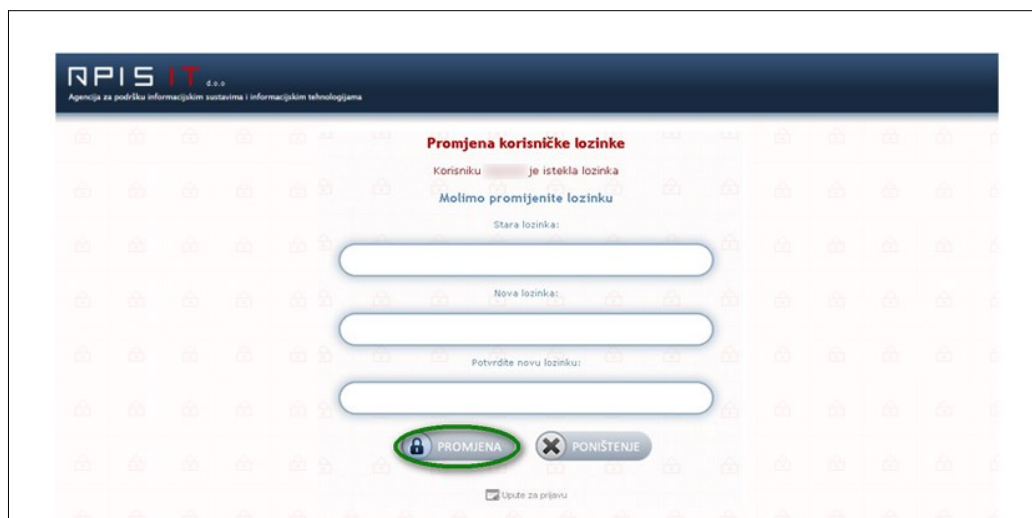 APIS IT d.o.o
Agencija za podršku informacijskim sustavima i informacijskim tehnologijama
Promjena korisničke lozinke
Korisniku je istekla lozinka
Molimo promijenite lozinku
Stara lozinka:
Nova lozinka:
Potvrdite novu lozinku:
PROMJENA
PONIŠTENJE
Upute za prijavu